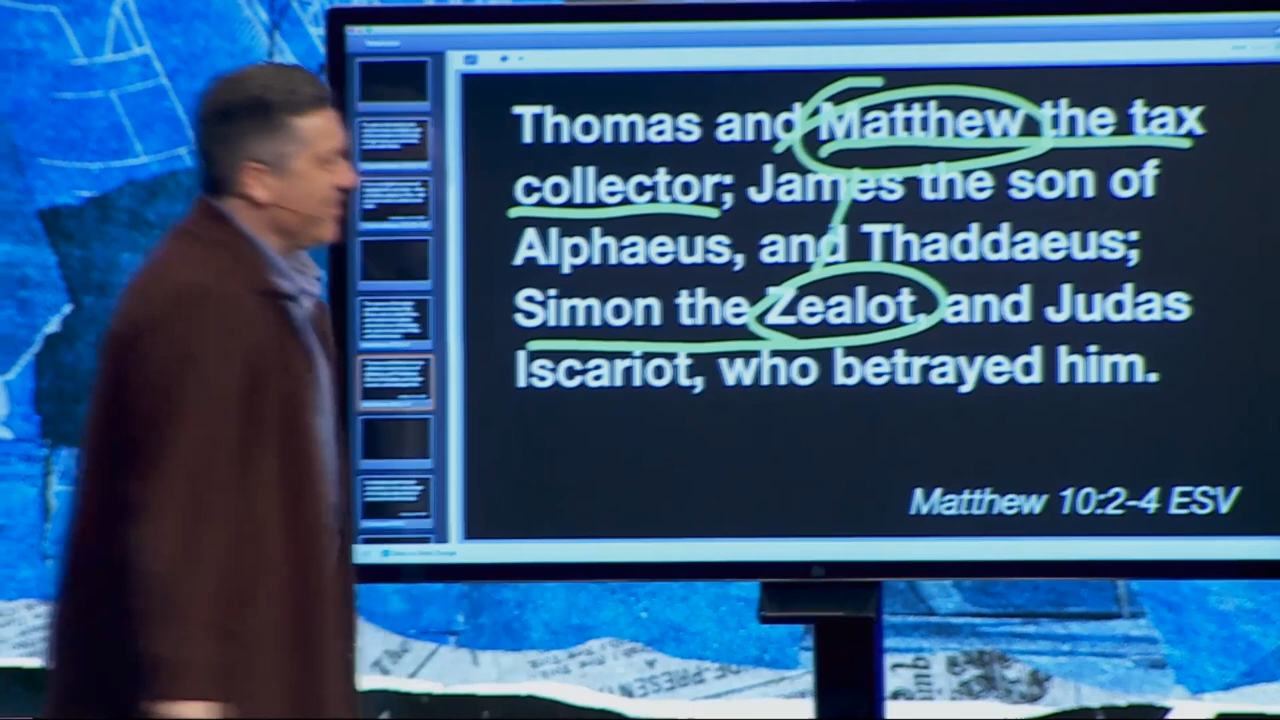 Thomas and Matthew the tax
collector; James the son of
Alphaeus, and Thaddaeus;
Simon the Zealot, and Judas
Iscariot, who betrayed him.
Matthew 10:2-4 ESV